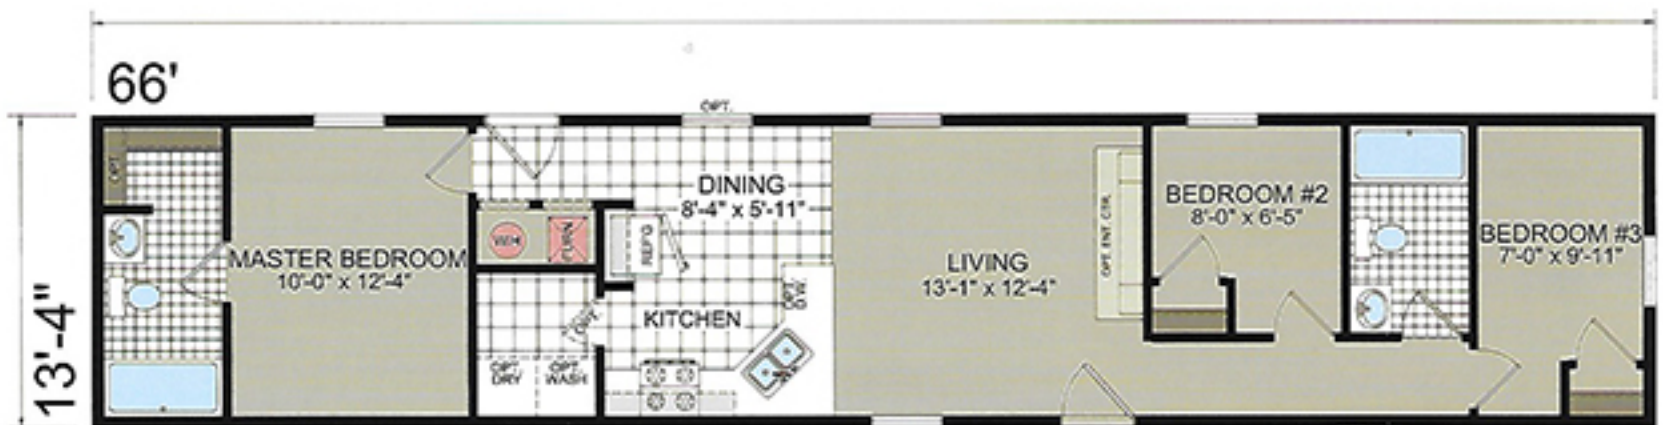 66'
13'-4"
OPT.
OPT
MASTER BEDROOM
10'-0" x 12'-4"
WH
FURN
REFG
DINING
8'-4" x 5'-11"
OPT.
D.W.
KITCHEN
OPT.
OPT.
DRY
OPT.
WASH
LIVING
13'-1" x 12'-4"
OPT ENT. CTR.
BEDROOM #2
8'-0" x 6'-5"
BEDROOM #3
7'-0" x 9'-11"